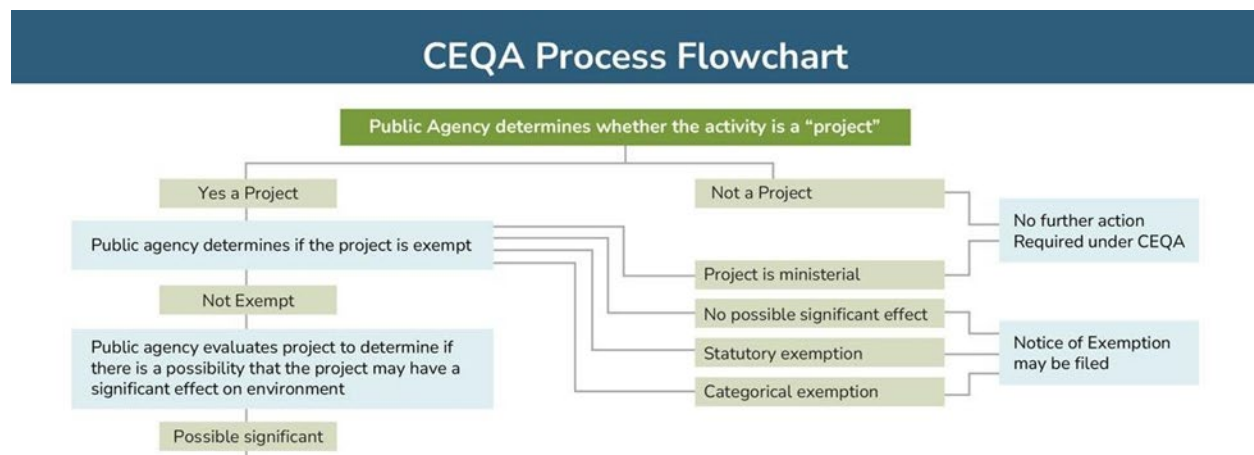 CEQA Process Flowchart
Public Agency determines whether the activity is a “project”
Yes a Project
Not a Project
No further action
Required under CEQA
Public agency determines if the project is exempt
Project is ministerial
Not Exempt
No possible significant effect
Notice of Exemption
may be filed
Public agency evaluates project to determine if
there is a possibility that the project may have a
significant effect on environment
Statutory exemption
Categorical exemption
Possible significant